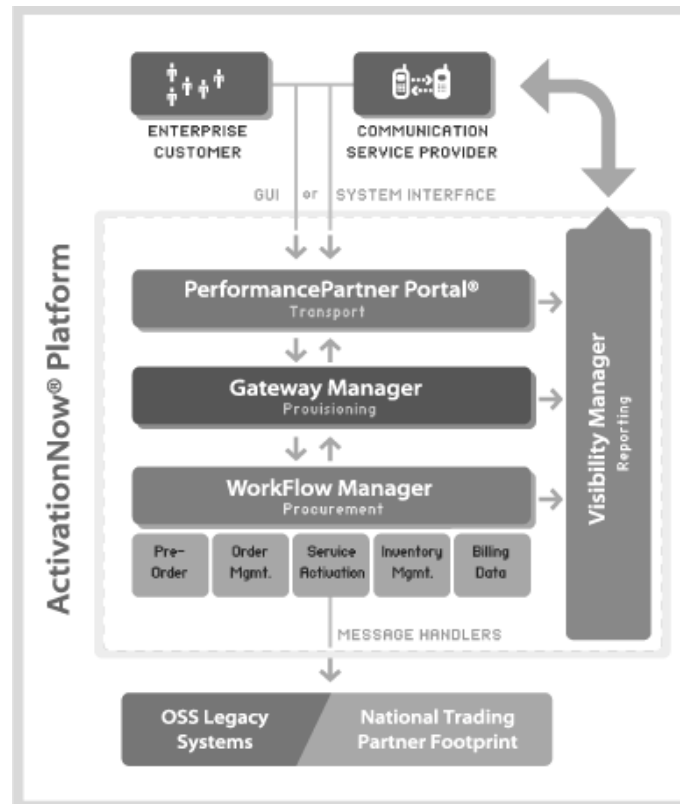 ENTERPRISE
CUSTOMER
COMMUNICATION
SERVICE PROVIDER
GUI or SYSTEM INTERFACE
ActivationNow® Platform
PerformancePartner Portal®
Transport
Gateway Manager
Provisioning
WorkFlow Manager
Procurement
Pre-
Order
Order
Mgmt.
Service
Activation
Inventory
Mgmt.
Billing
Data
Visibility Manager
Reporting
MESSAGE HANDLERS
OSS Legacy
Systems
National Trading
Partner Footprint